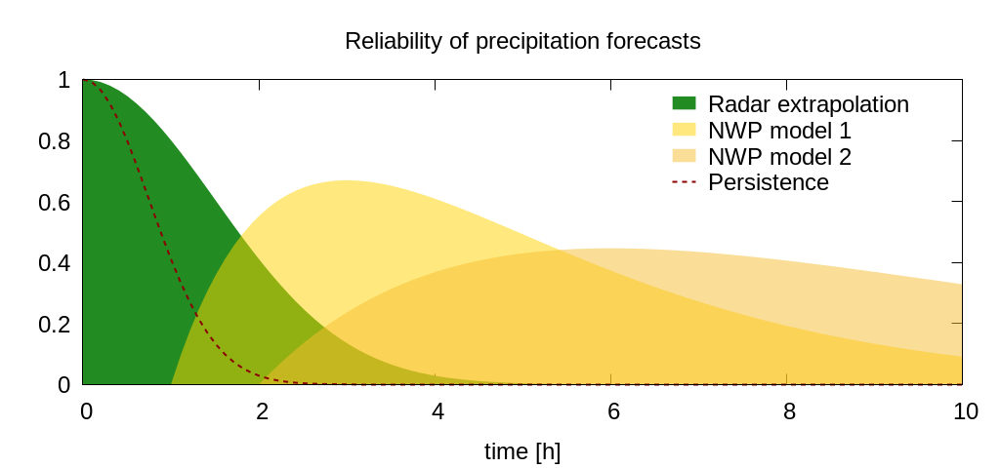 Reliability of precipitation forecasts
1
0.8
0.6
0.4
0.2
0
Radar extrapolation
NWP model 1
NWP model 2
Persistence
0 2 4 6 8 10
time [h]